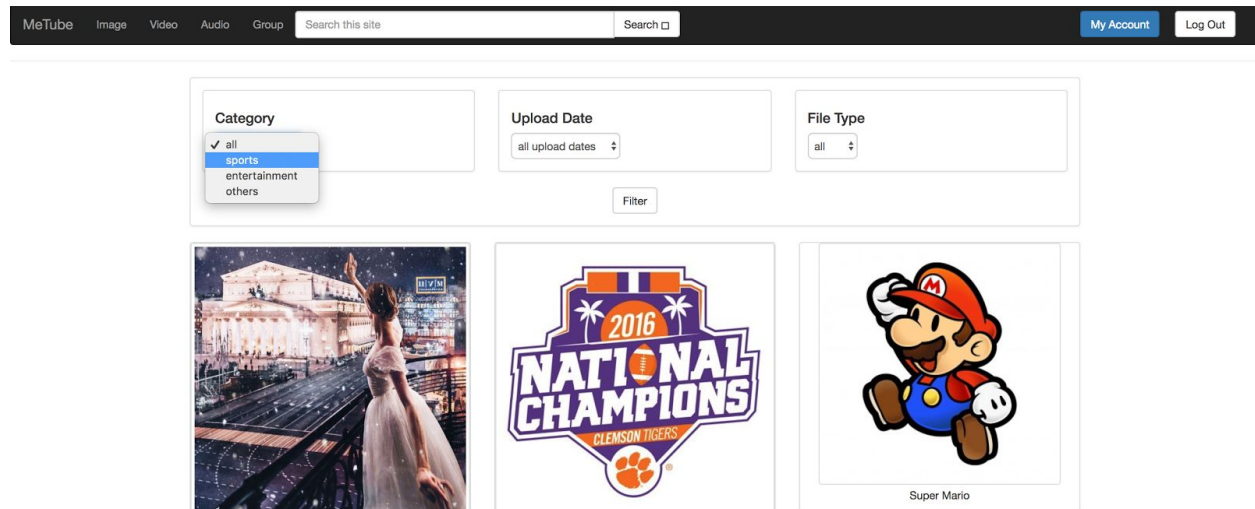 MeTube Image Video Audio Group Search this site Search My Account Log Out
Category Upload Date File Type
✓ all
sports
entertainment
others
all upload dates
all
Filter
UVM
2016
NATIONAL
CHAMPIONS
CLEMSON TIGERS
M
Super Mario